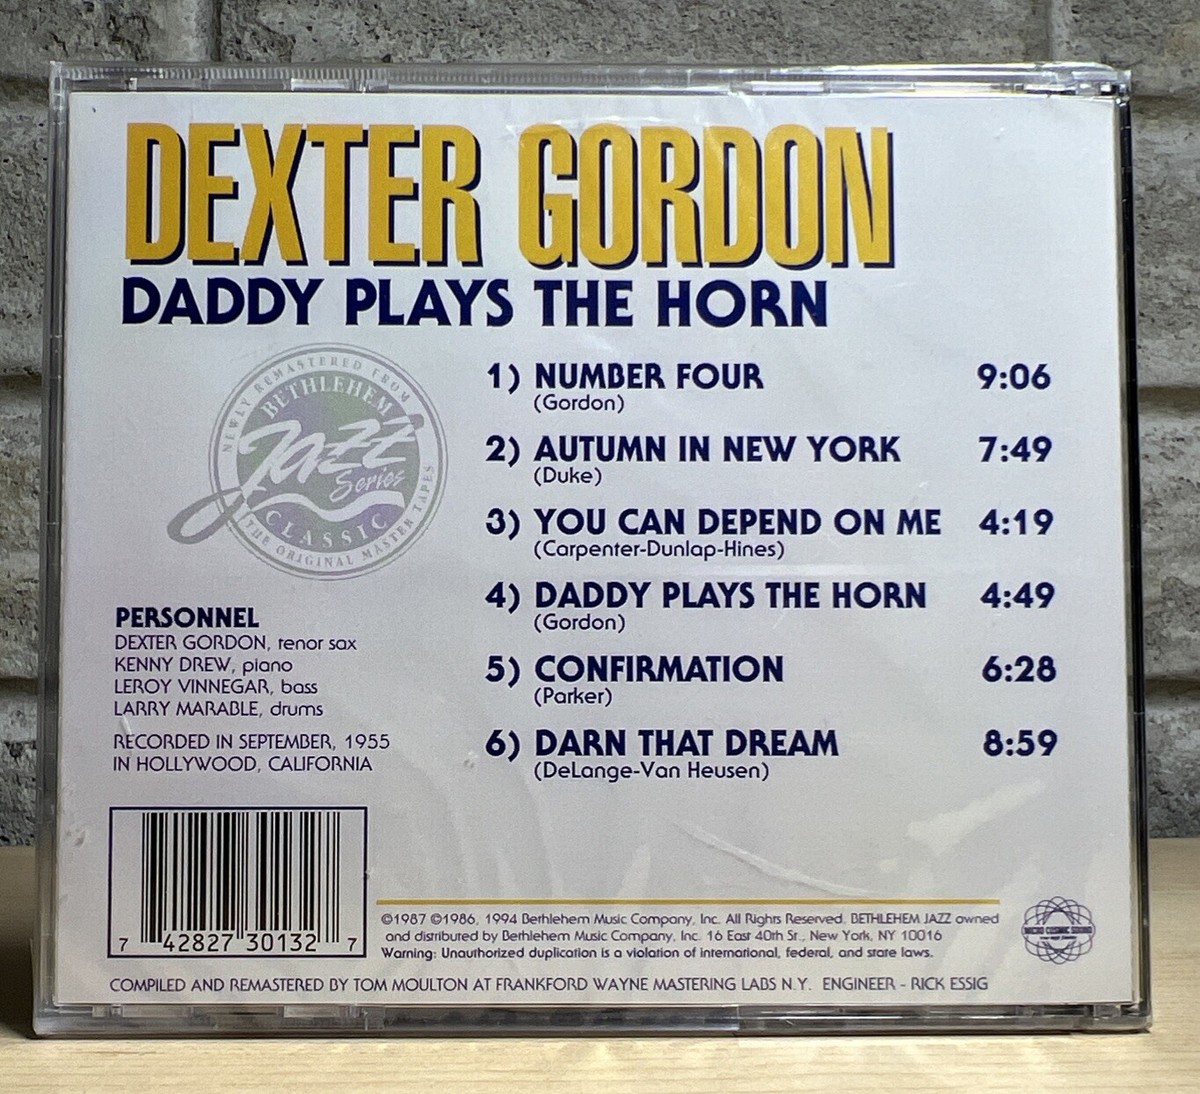 DEXTER GORDON
DADDY PLAYS THE HORN
NEWLY REMASTERED FROM
BETHLEHEM
Jazz
Series
CLASSIC
THE ORIGINAL MASTER TAPES
1) NUMBER FOUR 9:06
(Gordon)
2) AUTUMN IN NEW YORK 7:49
(Duke)
3) YOU CAN DEPEND ON ME 4:19
(Carpenter-Dunlap-Hines)
4) DADDY PLAYS THE HORN 4:49
(Gordon)
5) CONFIRMATION 6:28
(Parker)
6) DARN THAT DREAM 8:59
(DeLange-Van Heusen)
PERSONNEL
DEXTER GORDON, tenor sax
KENNY DREW, piano
LEROY VINNEGAR, bass
LARRY MARABLE, drums
RECORDED IN SEPTEMBER, 1955
IN HOLLYWOOD, CALIFORNIA
7 42827 30132 7
©1987 ©1986, 1994 Bethlehem Music Company, Inc. All Rights Reserved. BETHLEHEM JAZZ owned
and distributed by Bethlehem Music Company, Inc. 16 East 40th St., New York, NY 10016
Warning: Unauthorized duplication is a violation of international, federal, and state laws.
MICRO COSMIC SOUND
COMPILED AND REMASTERED BY TOM MOULTON AT FRANKFORD WAYNE MASTERING LABS N.Y. ENGINEER - RICK ESSIG